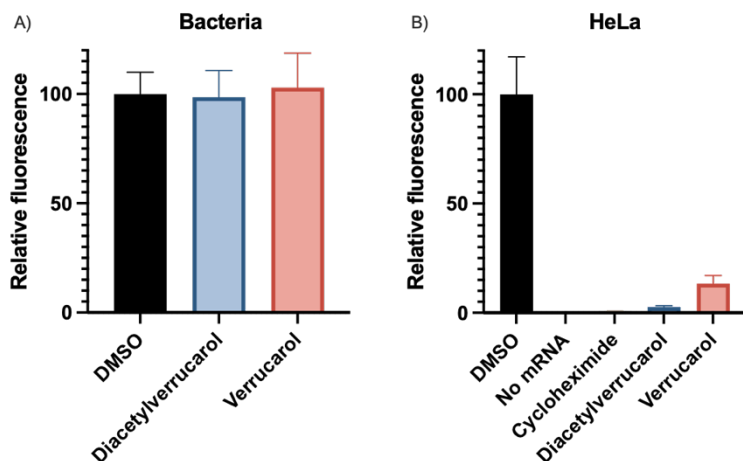 A)
Bacteria
Relative fluorescence
100
50
0
DMSO
Diacetylverrucarol
Verrucarol
B)
HeLa
Relative fluorescence
100
50
0
DMSO
No mRNA
Cycloheximide
Diacetylverrucarol
Verrucarol